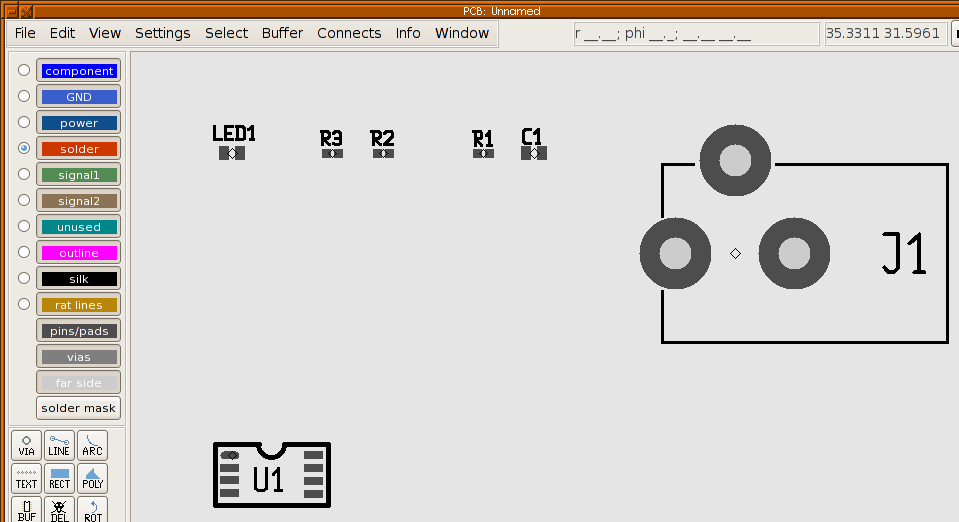 PCB: Unnamed
File Edit View Settings Select Buffer Connects Info Window r __.__; phi __._; __.__ __.__ 35.3311 31.5961
component
GND
power
solder
signal1
signal2
unused
outline
silk
rat lines
pins/pads
vias
far side
solder mask
VIA LINE ARC
TEXT RECT POLY
BUF DEL ROT
LED1 R3 R2 R1 C1
J1
U1